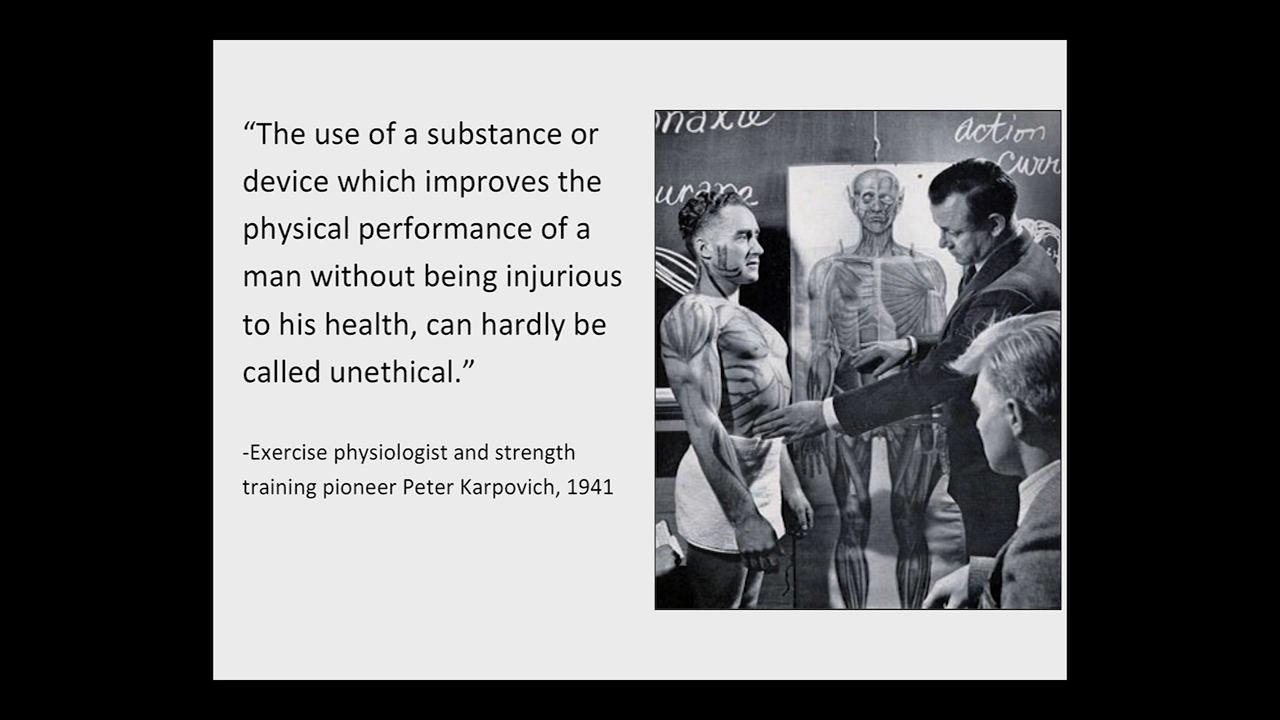 “The use of a substance or
device which improves the
physical performance of a
man without being injurious
to his health, can hardly be
called unethical.”
-Exercise physiologist and strength
training pioneer Peter Karpovich, 1941
action